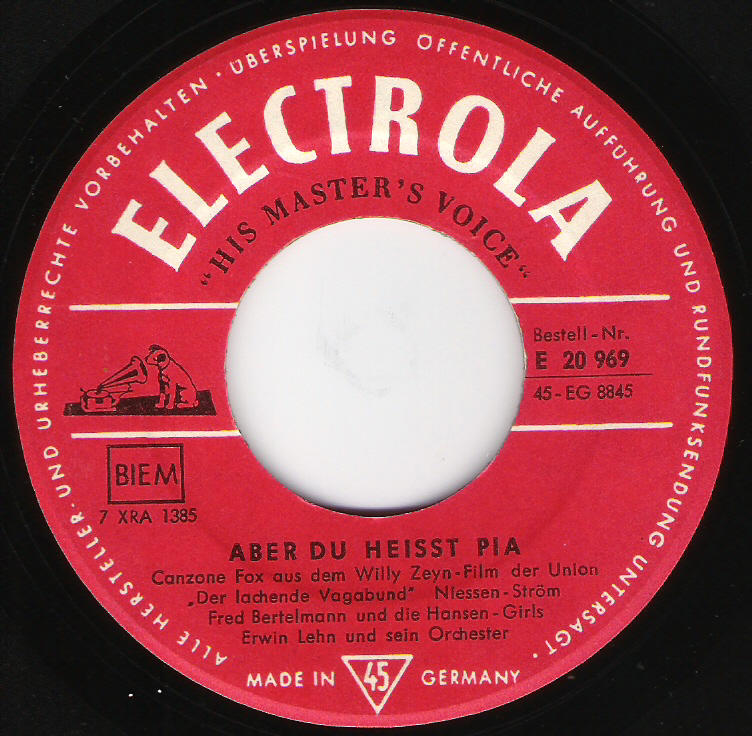 ALLE HERSTELLER- UND URHEBERRECHTE VORBEHALTEN · ÜBERSPIELUNG ÖFFENTLICHE AUFFÜHRUNG UND RUNDFUNKSENDUNG UNTERSAGT ·
ELECTROLA
"HIS MASTER'S VOICE"
Bestell-Nr.
E 20 969
45-EG 8845
BIEM
7 XRA 1385
ABER DU HEISST PIA
Canzone Fox aus dem Willy Zeyn-Film der Union
„Der lachende Vagabund" Niessen-Ström
Fred Bertelmann und die Hansen-Girls
Erwin Lehn und sein Orchester
MADE IN 45 GERMANY